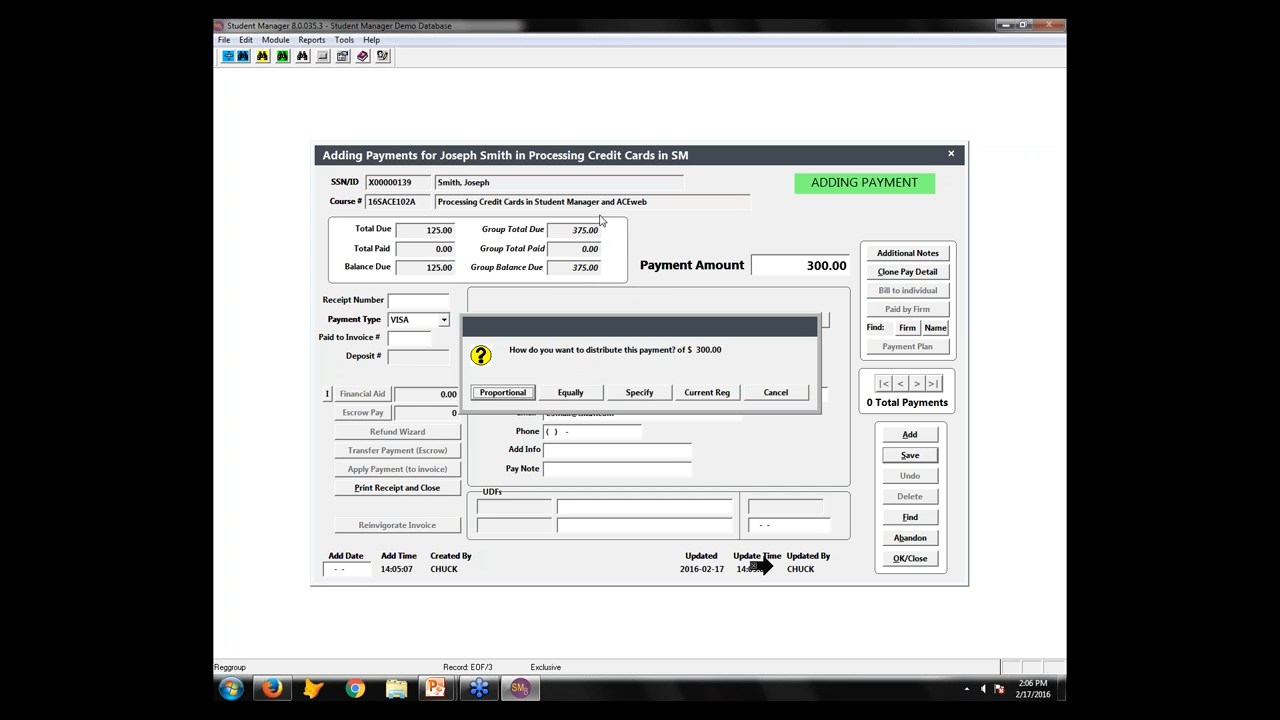 Student Manager 8.0.035.3 - Student Manager Demo Database
File Edit Module Reports Tools Help
Adding Payments for Joseph Smith in Processing Credit Cards in SM
SSN/ID X00000139 Smith, Joseph ADDING PAYMENT
Course # 16SACE102A Processing Credit Cards in Student Manager and ACEweb
Total Due 125.00 Group Total Due 375.00
Total Paid 0.00 Group Total Paid 0.00
Balance Due 125.00 Group Balance Due 375.00
Payment Amount 300.00
Additional Notes
Clone Pay Detail
Bill to individual
Paid by Firm
Find: Firm Name
Payment Plan
Receipt Number
Payment Type VISA
Paid to Invoice #
Deposit #
How do you want to distribute this payment? of $ 300.00
Proportional Equally Specify Current Reg Cancel
I Financial Aid 0.00
Escrow Pay 0
Refund Wizard
Transfer Payment (Escrow)
Apply Payment (to invoice)
Print Receipt and Close
Reinvigorate Invoice
Phone ( ) -
Add Info
Pay Note
UDFs
- -
|< < > >|
0 Total Payments
Add
Save
Undo
Delete
Find
Abandon
OK/Close
Add Date Add Time Created By Updated Update Time Updated By
- - 14:05:07 CHUCK 2016-02-17 CHUCK
Reggroup Record: EOF/3 Exclusive
SM8
2:06 PM
2/17/2016